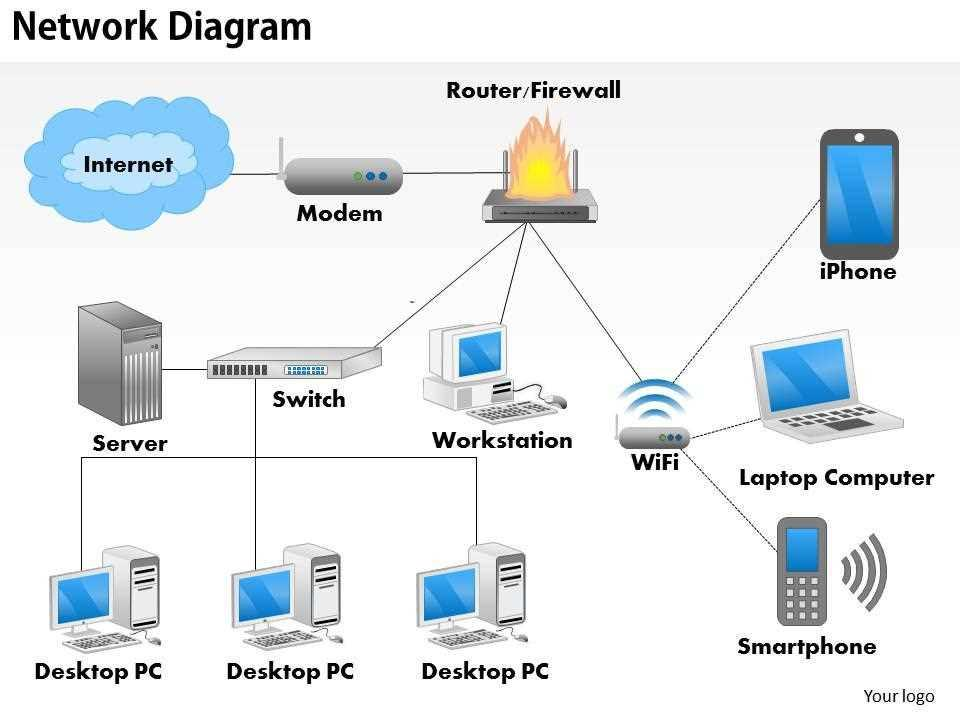 Network Diagram
Router/Firewall
Internet
Modem
iPhone
Switch
Server
Workstation
WiFi
Laptop Computer
Smartphone
Desktop PC
Desktop PC
Desktop PC
Your logo